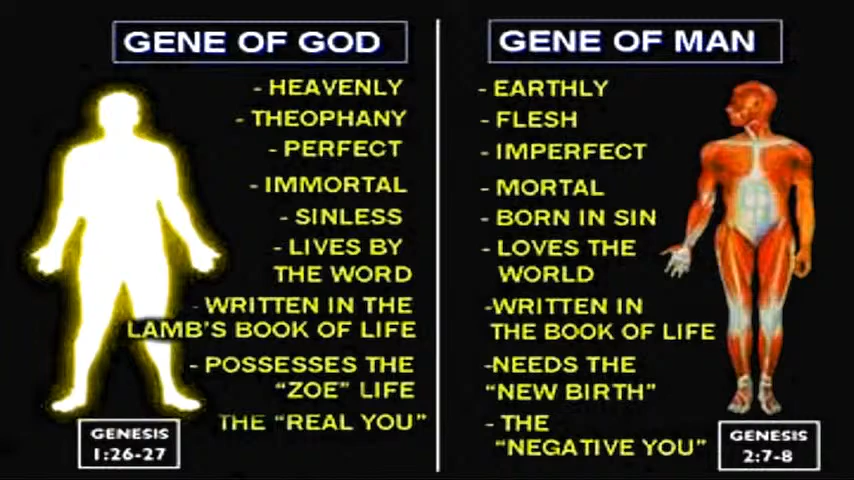 GENE OF GOD
- HEAVENLY
- THEOPHANY
- PERFECT
- IMMORTAL
- SINLESS
- LIVES BY
THE WORD
- WRITTEN IN THE
LAMB'S BOOK OF LIFE
- POSSESSES THE
"ZOE" LIFE
THE "REAL YOU"
GENESIS
1:26-27
GENE OF MAN
- EARTHLY
- FLESH
- IMPERFECT
- MORTAL
- BORN IN SIN
- LOVES THE
WORLD
-WRITTEN IN
THE BOOK OF LIFE
-NEEDS THE
"NEW BIRTH"
- THE
"NEGATIVE YOU"
GENESIS
2:7-8